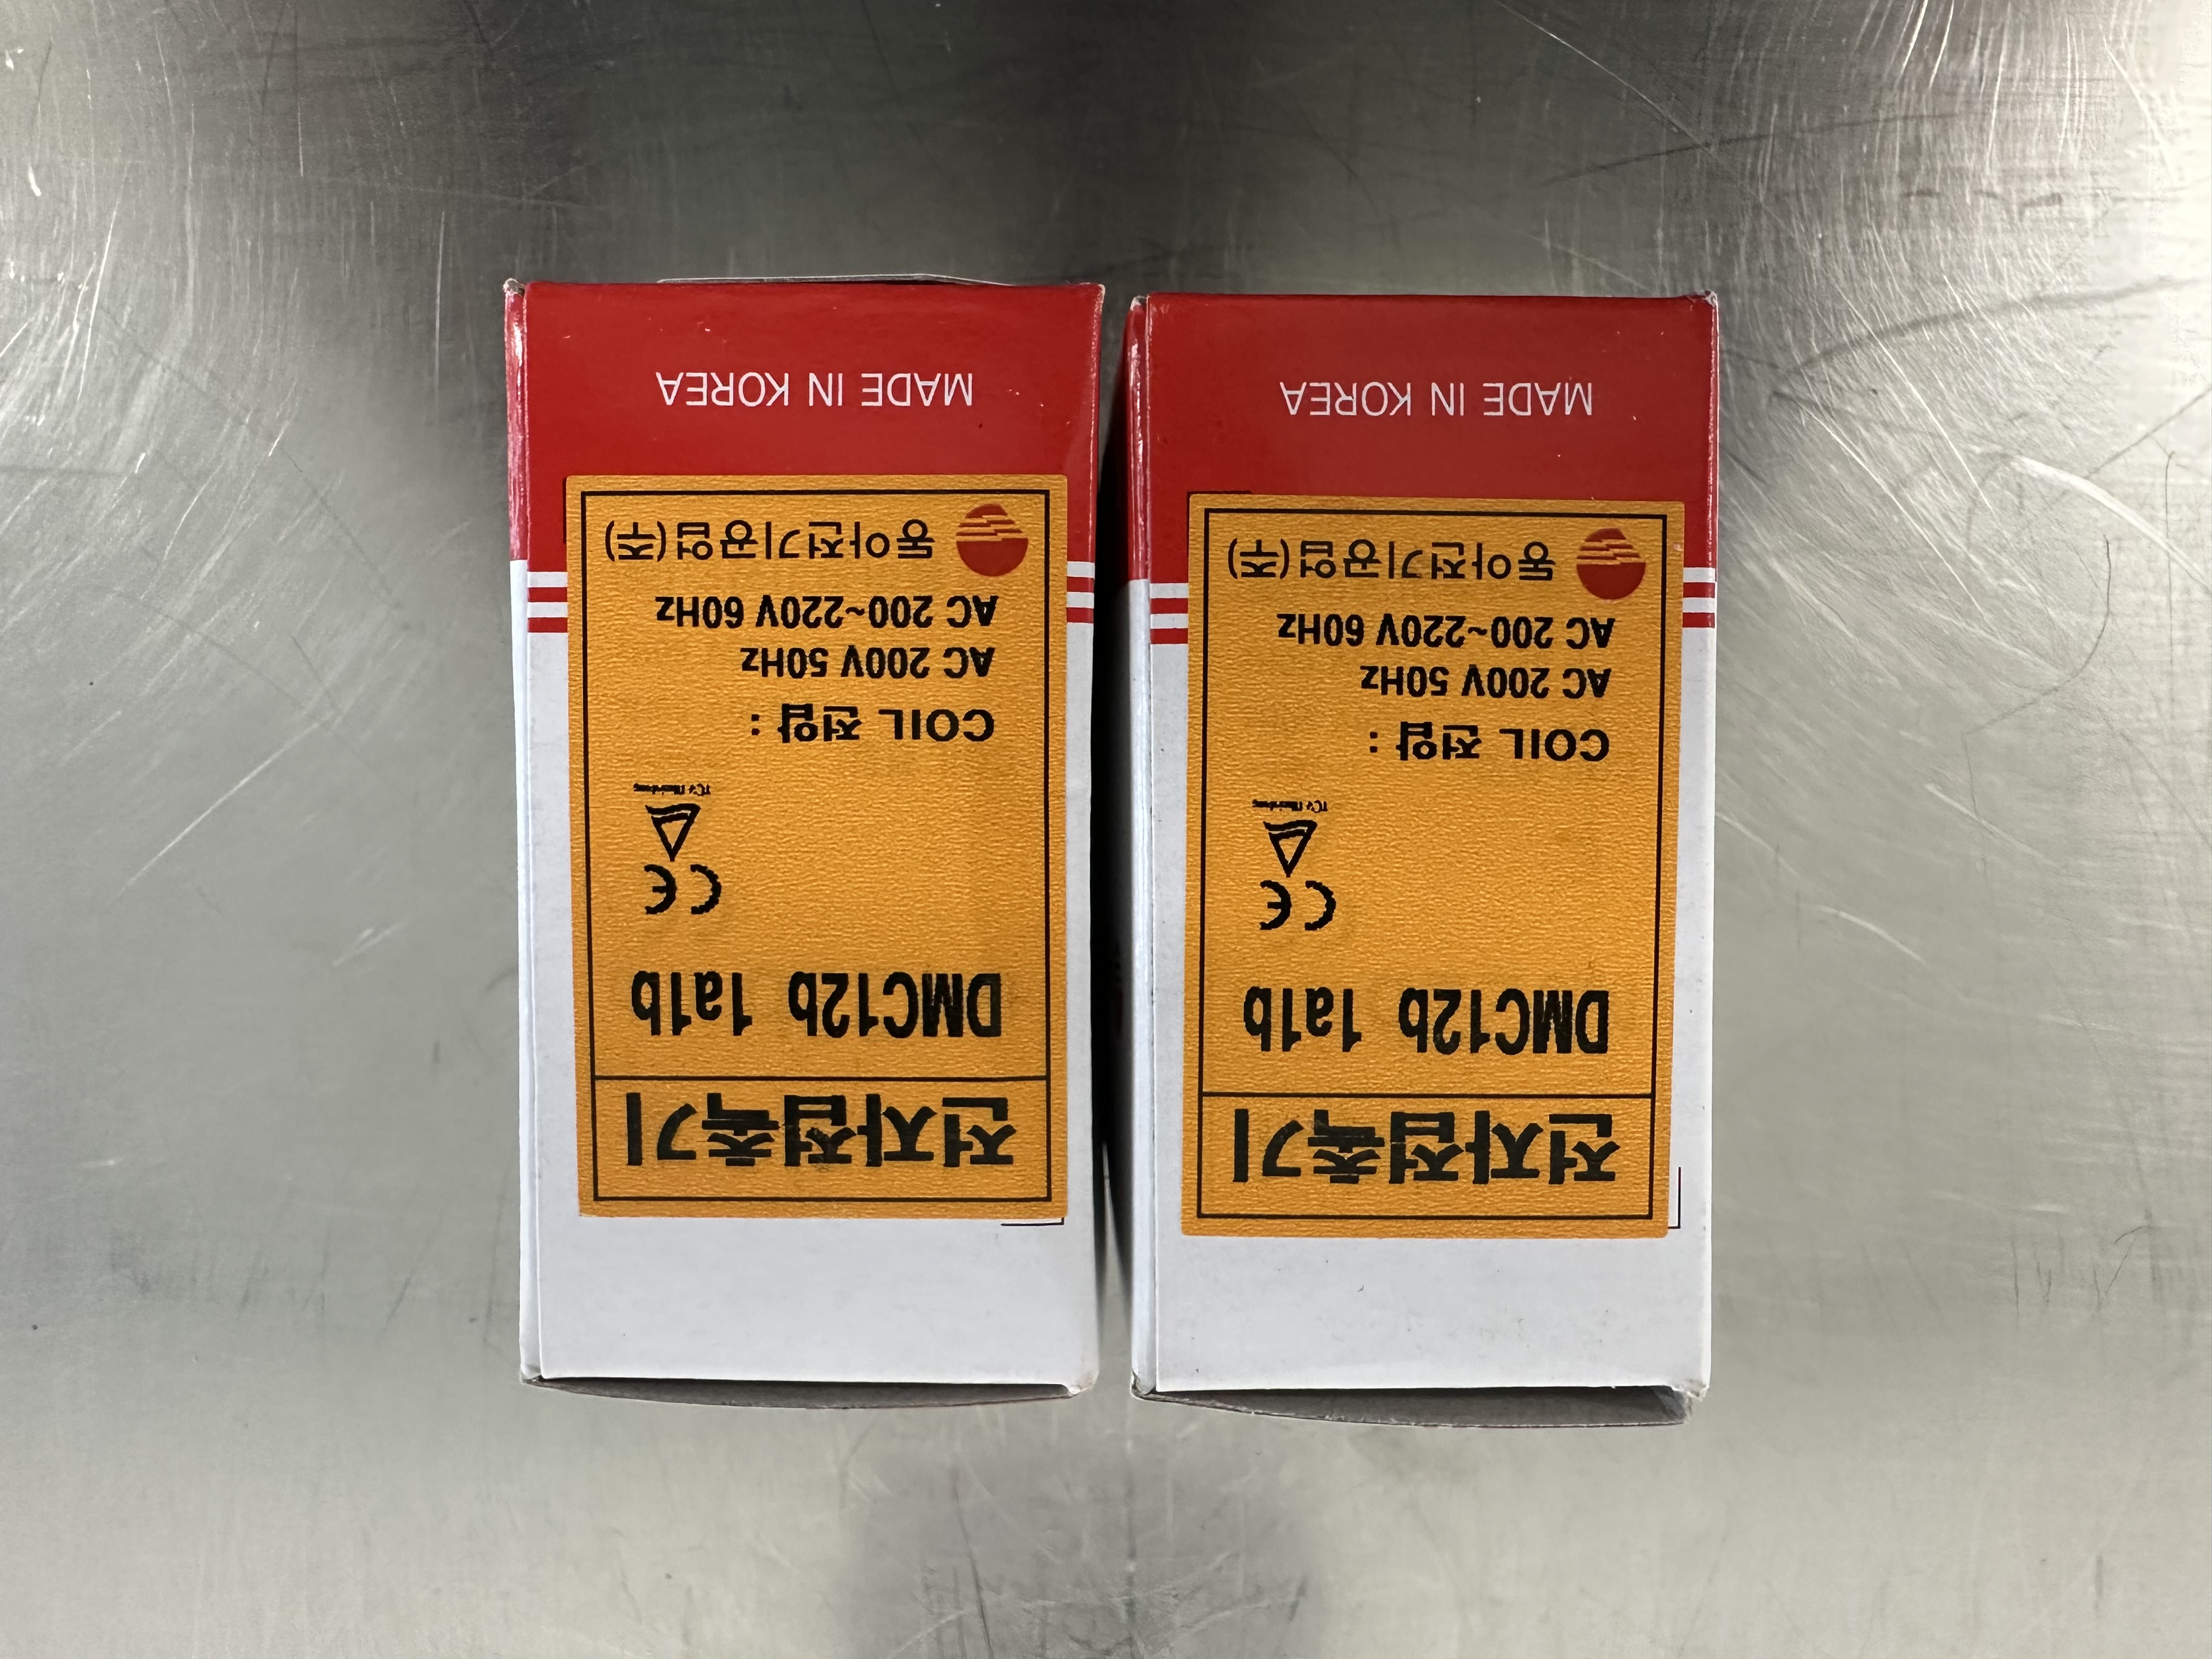 전자접촉기
DMC12b 1a1b
CE
COIL 전압 :
AC 200V 50Hz
AC 200~220V 60Hz
동아전기공업(주)
MADE IN KOREA
전자접촉기
DMC12b 1a1b
CE
COIL 전압 :
AC 200V 50Hz
AC 200~220V 60Hz
동아전기공업(주)
MADE IN KOREA